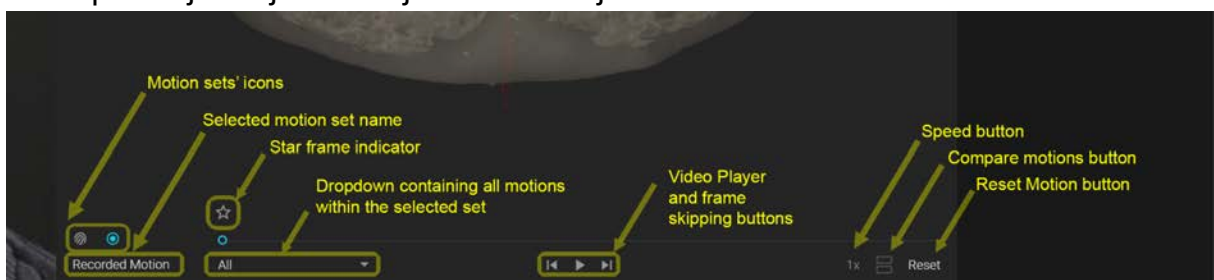 Motion sets' icons
Selected motion set name
Star frame indicator
Dropdown containing all motions
within the selected set
Video Player
and frame
skipping buttons
Speed button
Compare motions button
Reset Motion button
Recorded Motion
All
1x
Reset